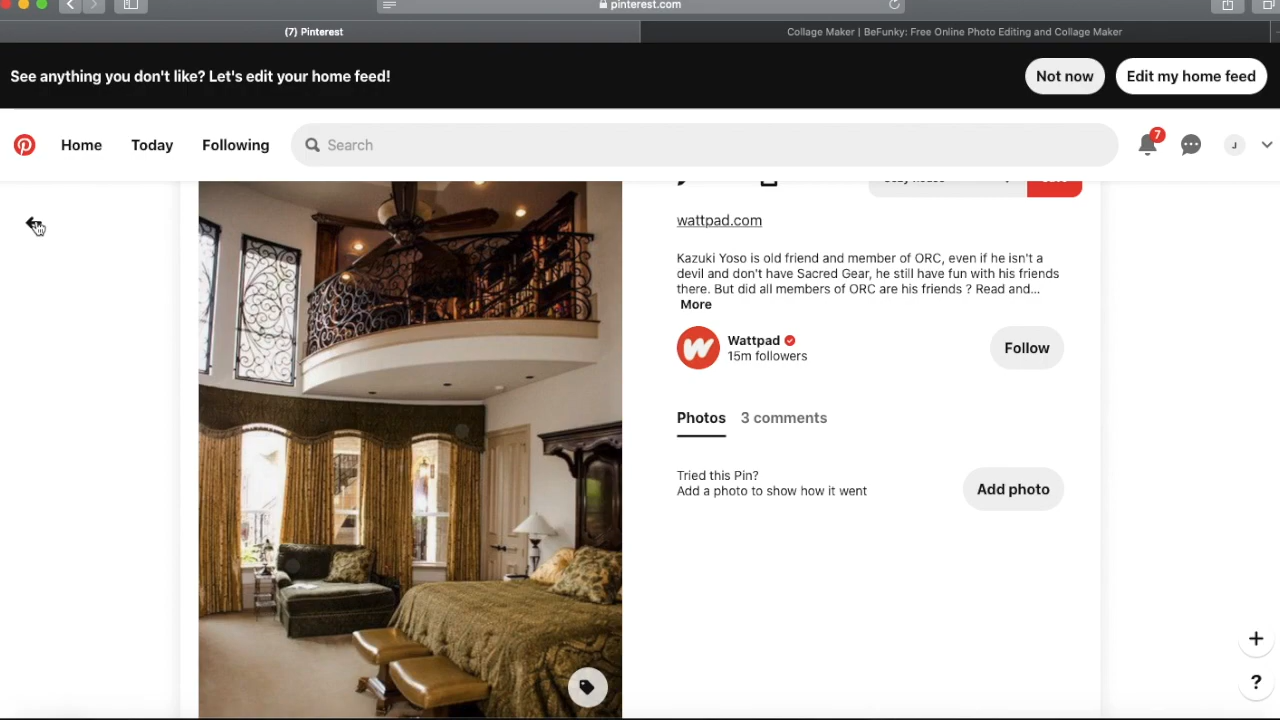 pinterest.com
(7) Pinterest
Collage Maker | BeFunky: Free Online Photo Editing and Collage Maker
See anything you don't like? Let's edit your home feed!
Not now
Edit my home feed
Home
Today
Following
Search
7
J
wattpad.com
Kazuki Yoso is old friend and member of ORC, even if he isn't a
devil and don't have Sacred Gear, he still have fun with his friends
there. But did all members of ORC are his friends ? Read and...
More
Wattpad
15m followers
Follow
Photos
3 comments
Tried this Pin?
Add a photo to show how it went
Add photo
+
?